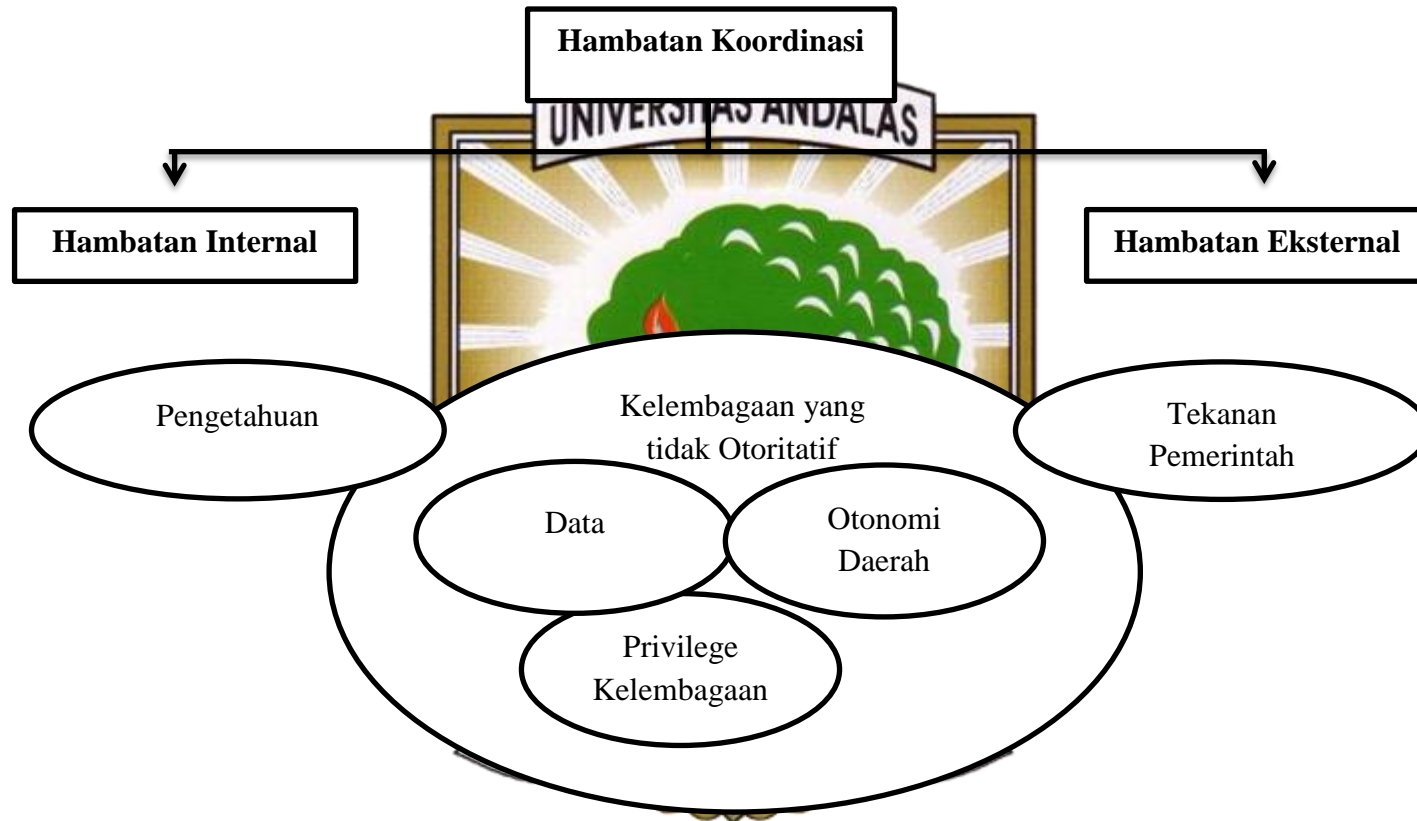 Hambatan Koordinasi
UNIVERSITAS ANDALAS
Hambatan Internal
Hambatan Eksternal
Pengetahuan
Kelembagaan yang
tidak Otoritatif
Tekanan
Pemerintah
Data
Otonomi
Daerah
Privilege
Kelembagaan